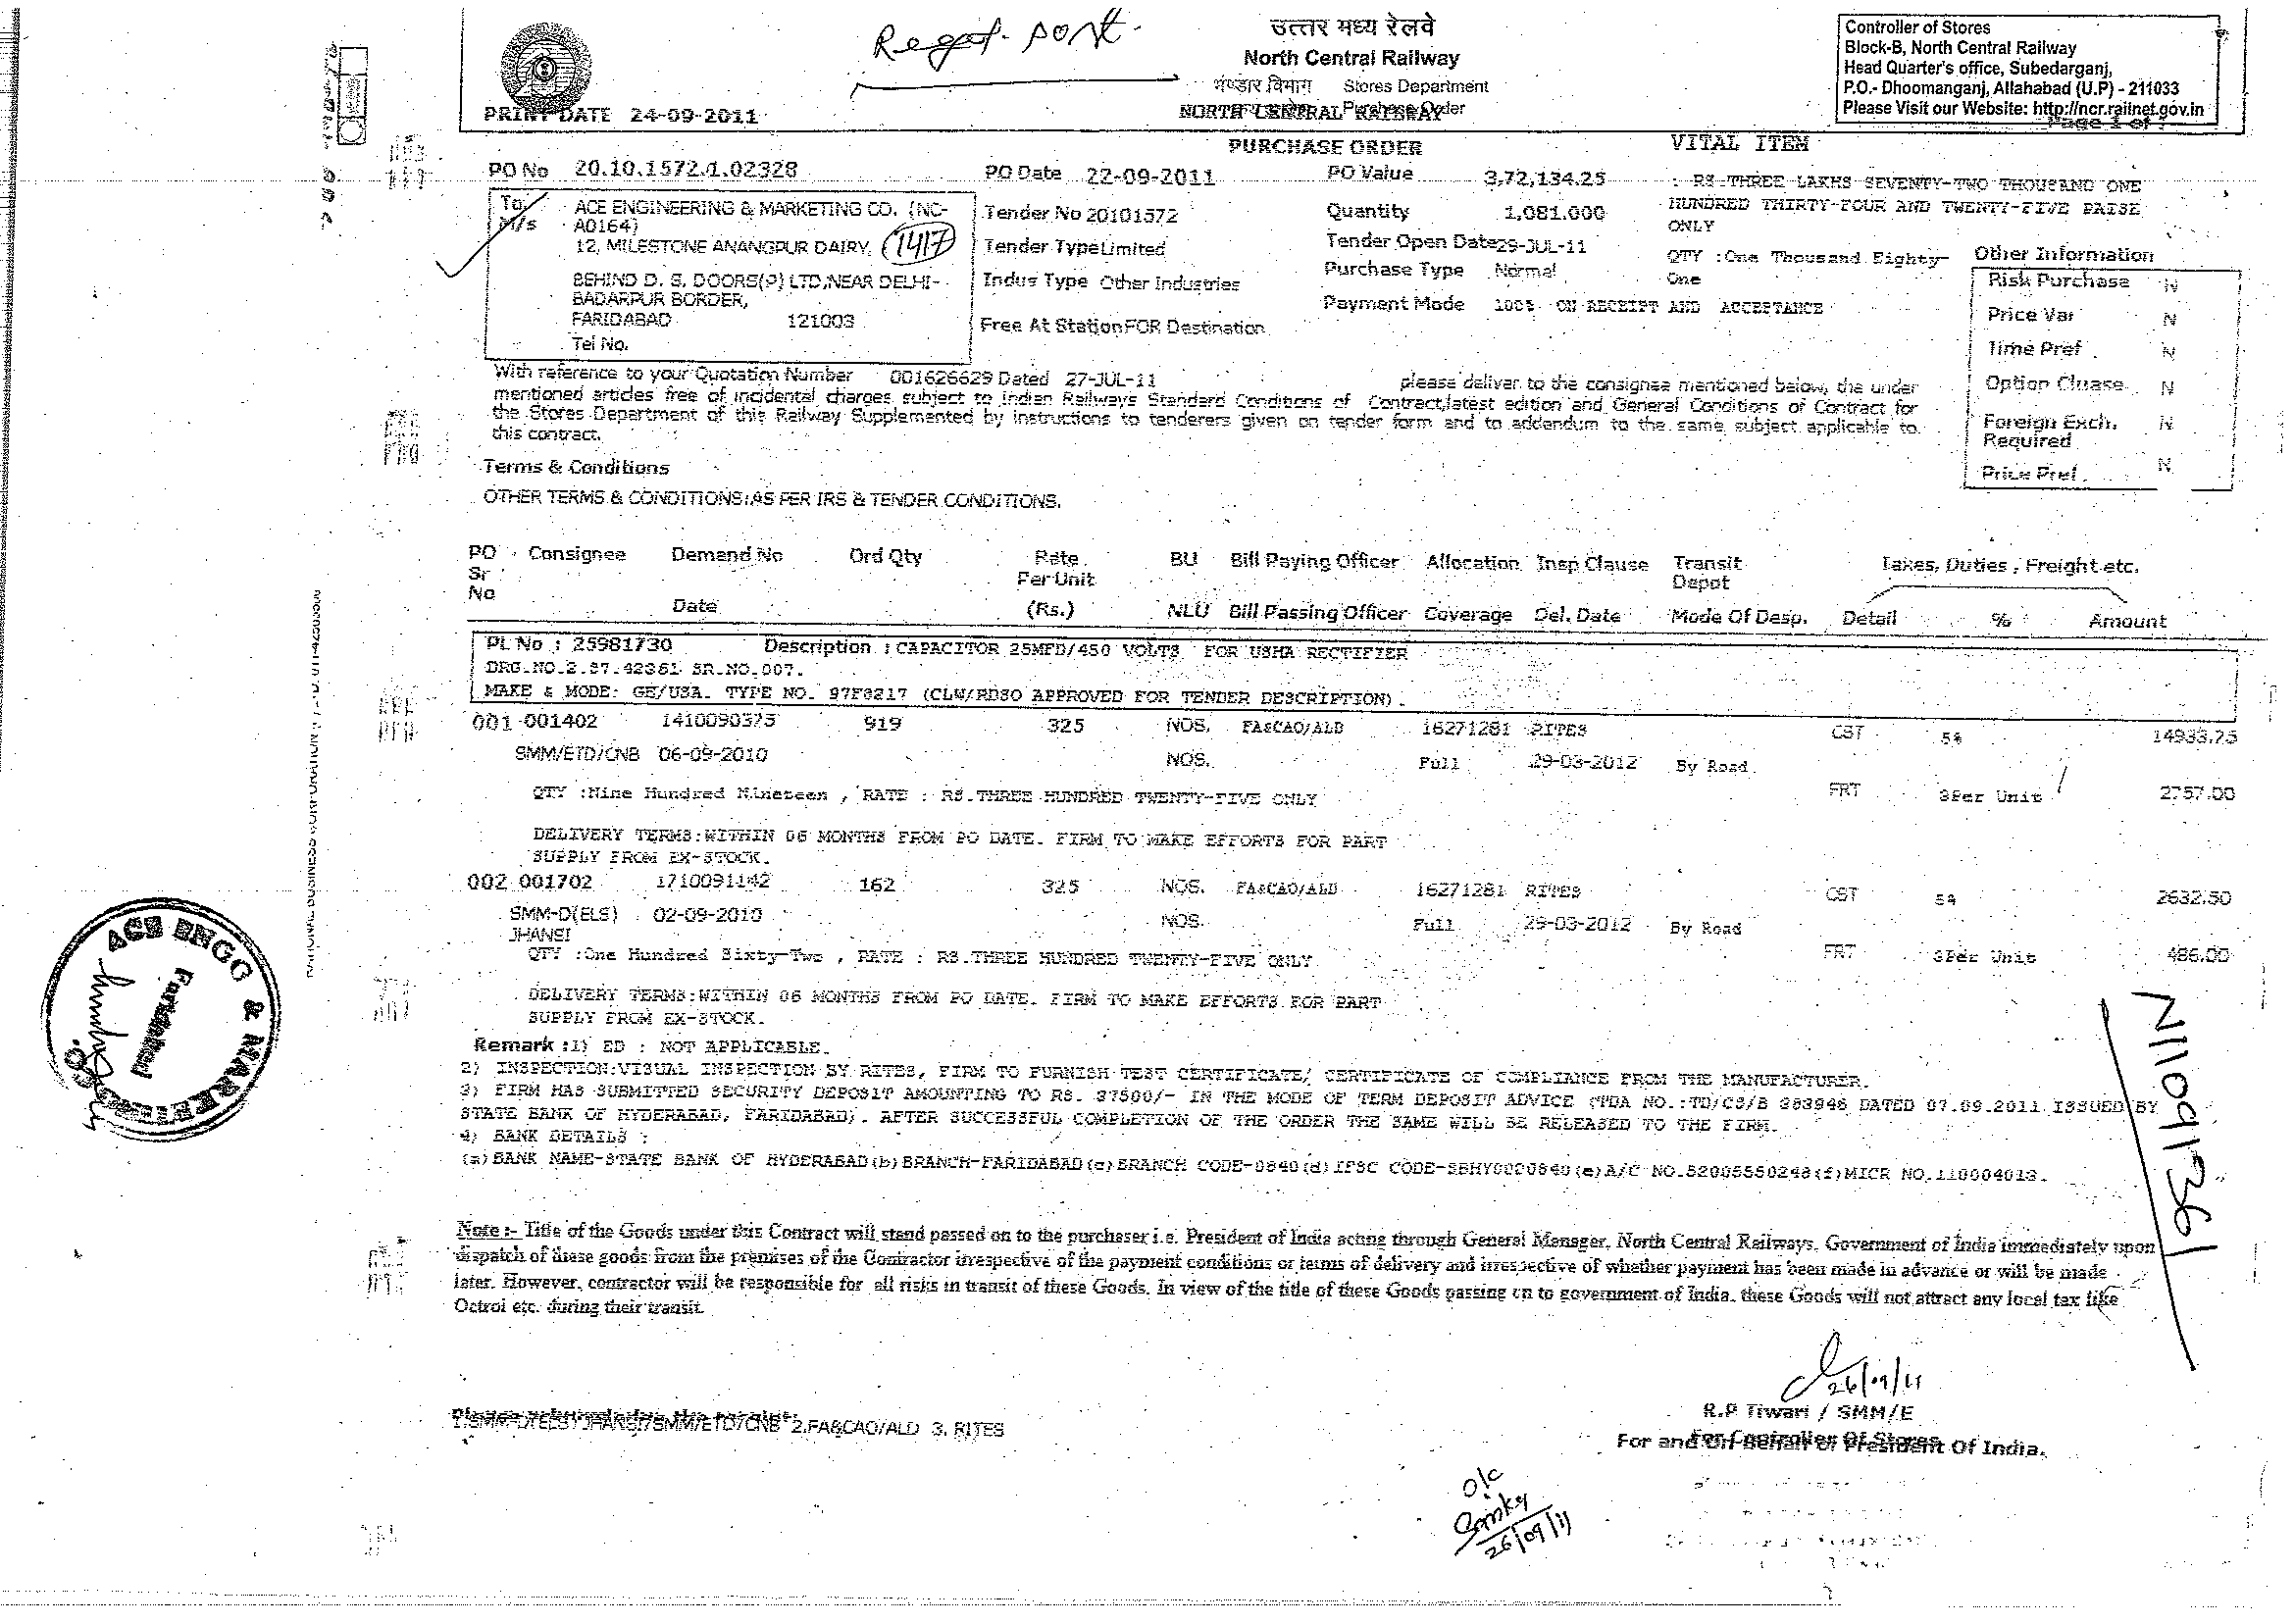 Regd. post.
उत्तर मध्य रेलवे
North Central Railway
भण्डार विभाग Stores Department
Purchase Order
NORTH CENTRAL RAILWAY
Controller of Stores
Block-B, North Central Railway
Head Quarter's office, Subedarganj,
P.O.- Dhoomanganj, Allahabad (U.P) - 211033
Please Visit our Website: http://ncr.railnet.gov.in
PRINT DATE 24-09-2011
PURCHASE ORDER
VITAL ITEM
PO No 20.10.1572.1.02328 PO Date 22-09-2011 PO Value 3,72,134.25 : RS.THREE LAKHS SEVENTY-TWO THOUSAND ONE
HUNDRED THIRTY-FOUR AND TWENTY-FIVE PAISE
ONLY
To,
M/s
ACE ENGINEERING & MARKETING CO. (NC-
A0164)
12, MILESTONE ANANGPUR DAIRY, 1417
BEHIND D. S. DOORS(P) LTD,NEAR DELHI-
BADARPUR BORDER,
FARIDABAD 121003
Tel No.
Tender No 20101572 Quantity 1,081.000
Tender Type Limited Tender Open Date 29-JUL-11
QTY :One Thousand Eighty-
One
Indus Type Other Industries Purchase Type Normal
Payment Mode 100% ON RECEIPT AND ACCEPTANCE
Free At Station FOR Destination
Other Information
Risk Purchase N
Price Var N
Time Pref N
Option Cluase N
Foreign Exch. N
Required
Price Pref N
With reference to your Quotation Number 001626629 Dated 27-JUL-11 please deliver to the consignee mentioned below, the under
mentioned articles free of incidental charges subject to Indian Railways Standard Conditions of Contract,latest edition and General Conditions of Contract for
the Stores Department of this Railway Supplemented by instructions to tenderers given on tender form and to addendum to the same subject applicable to
this contract.
Terms & Conditions
OTHER TERMS & CONDITIONS:AS PER IRS & TENDER CONDITIONS.
PO Consignee Demand No Ord Qty Rate BU Bill Paying Officer Allocation Insp Clause Transit Taxes, Duties , Freight etc.
Sr Per Unit Depot
No Date (Rs.) NLU Bill Passing Officer Coverage Del. Date Mode Of Desp. Detail % Amount
PL No : 25981730 Description : CAPACITOR 25MFD/450 VOLTS FOR USHA RECTIFIER
DRG.NO.2.87.42361 SR.NO.007.
MAKE & MODE: GE/USA. TYPE NO. 97F8217 (CLW/RDSO APPROVED FOR TENDER DESCRIPTION).
001 001402 1410090375 919 325 NOS. FA&CAO/ALD 16271281 RITES CST 5% 14933.75
SMM/ETD/CNB 06-09-2010 NOS. Full 29-03-2012 By Road
QTY :Nine Hundred Nineteen , RATE : RS.THREE HUNDRED TWENTY-FIVE ONLY FRT 3Per Unit 2757.00
DELIVERY TERMS:WITHIN 06 MONTHS FROM PO DATE. FIRM TO MAKE EFFORTS FOR PART
SUPPLY FROM EX-STOCK.
002 001702 1710091142 162 325 NOS. FA&CAO/ALD 16271281 RITES CST 5% 2632.50
SMM-D(ELS) 02-09-2010 NOS. Full 29-03-2012 By Road
JHANSI
QTY :One Hundred Sixty-Two , RATE : RS.THREE HUNDRED TWENTY-FIVE ONLY FRT 3Per Unit 486.00
DELIVERY TERMS:WITHIN 06 MONTHS FROM PO DATE. FIRM TO MAKE EFFORTS FOR PART
SUPPLY FROM EX-STOCK.
Remark :1) ED : NOT APPLICABLE.
2) INSPECTION:VISUAL INSPECTION BY RITES, FIRM TO FURNISH TEST CERTIFICATE/ CERTIFICATE OF COMPLIANCE FROM THE MANUFACTURER.
3) FIRM HAS SUBMITTED SECURITY DEPOSIT AMOUNTING TO RS. 37500/- IN THE MODE OF TERM DEPOSIT ADVICE (TDA NO.:TD/CS/B 383946 DATED 07.09.2011 ISSUED BY
STATE BANK OF HYDERABAD, FARIDABAD). AFTER SUCCESSFUL COMPLETION OF THE ORDER THE SAME WILL BE RELEASED TO THE FIRM.
4) BANK DETAILS :
(a)BANK NAME-STATE BANK OF HYDERABAD(b)BRANCH-FARIDABAD(c)BRANCH CODE-0840(d)IFSC CODE-SBHY0020840(e)A/C NO.52005550248(f)MICR NO.110004013.
N1109/1361
ACE ENGG & MARKETING CO.
Faridabad
Note :- Title of the Goods under this Contract will stand passed on to the purchaser i.e. President of India acting through General Manager, North Central Railways, Government of India immediately upon
dispatch of these goods from the premises of the Contractor irrespective of the payment conditions or terms of delivery and irrespective of whether payment has been made in advance or will be made
later. However, contractor will be responsible for all risks in transit of these Goods. In view of the title of these Goods passing on to government of India, these Goods will not attract any local tax like
Octroi etc. during their transit
26/09/11
R.P Tiwari / SMM/E
For Controller Of Stores
For and On Behalf of President Of India.
1.SMM-D(ELS) JHANSI/SMM/ETD/CNB 2.FA&CAO/ALD 3. RITES
O/C
26/09/11